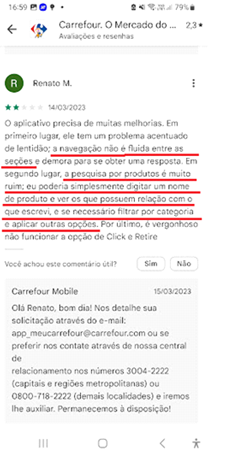 16:59
79%
Carrefour. O Mercado do ... 2,3 ★
Avaliações e resenhas
R
Renato M.
14/03/2023
O aplicativo precisa de muitas melhorias. Em
primeiro lugar, ele tem um problema acentuado
de lentidão; a navegação não é fluida entre as
seções e demora para se obter uma resposta. Em
segundo lugar, a pesquisa por produtos é muito
ruim; eu poderia simplesmente digitar um nome
de produto e ver os que possuem relação com o
que escrevi, e se necessário filtrar por categoria
e aplicar outras opções. Por último, é vergonhoso
não funcionar a opção de Click e Retire
Você achou este comentário útil? Sim Não
Carrefour Mobile 15/03/2023
Olá Renato, bom dia! Nos detalhe sua
solicitação através do e-mail:
app_meucarrefour@carrefour.com ou se
preferir nos contate através de nossa central
de
relacionamento nos números 3004-2222
(capitais e regiões metropolitanas) ou
0800-718-2222 (demais localidades) e iremos
lhe auxiliar. Permanecemos à disposição!